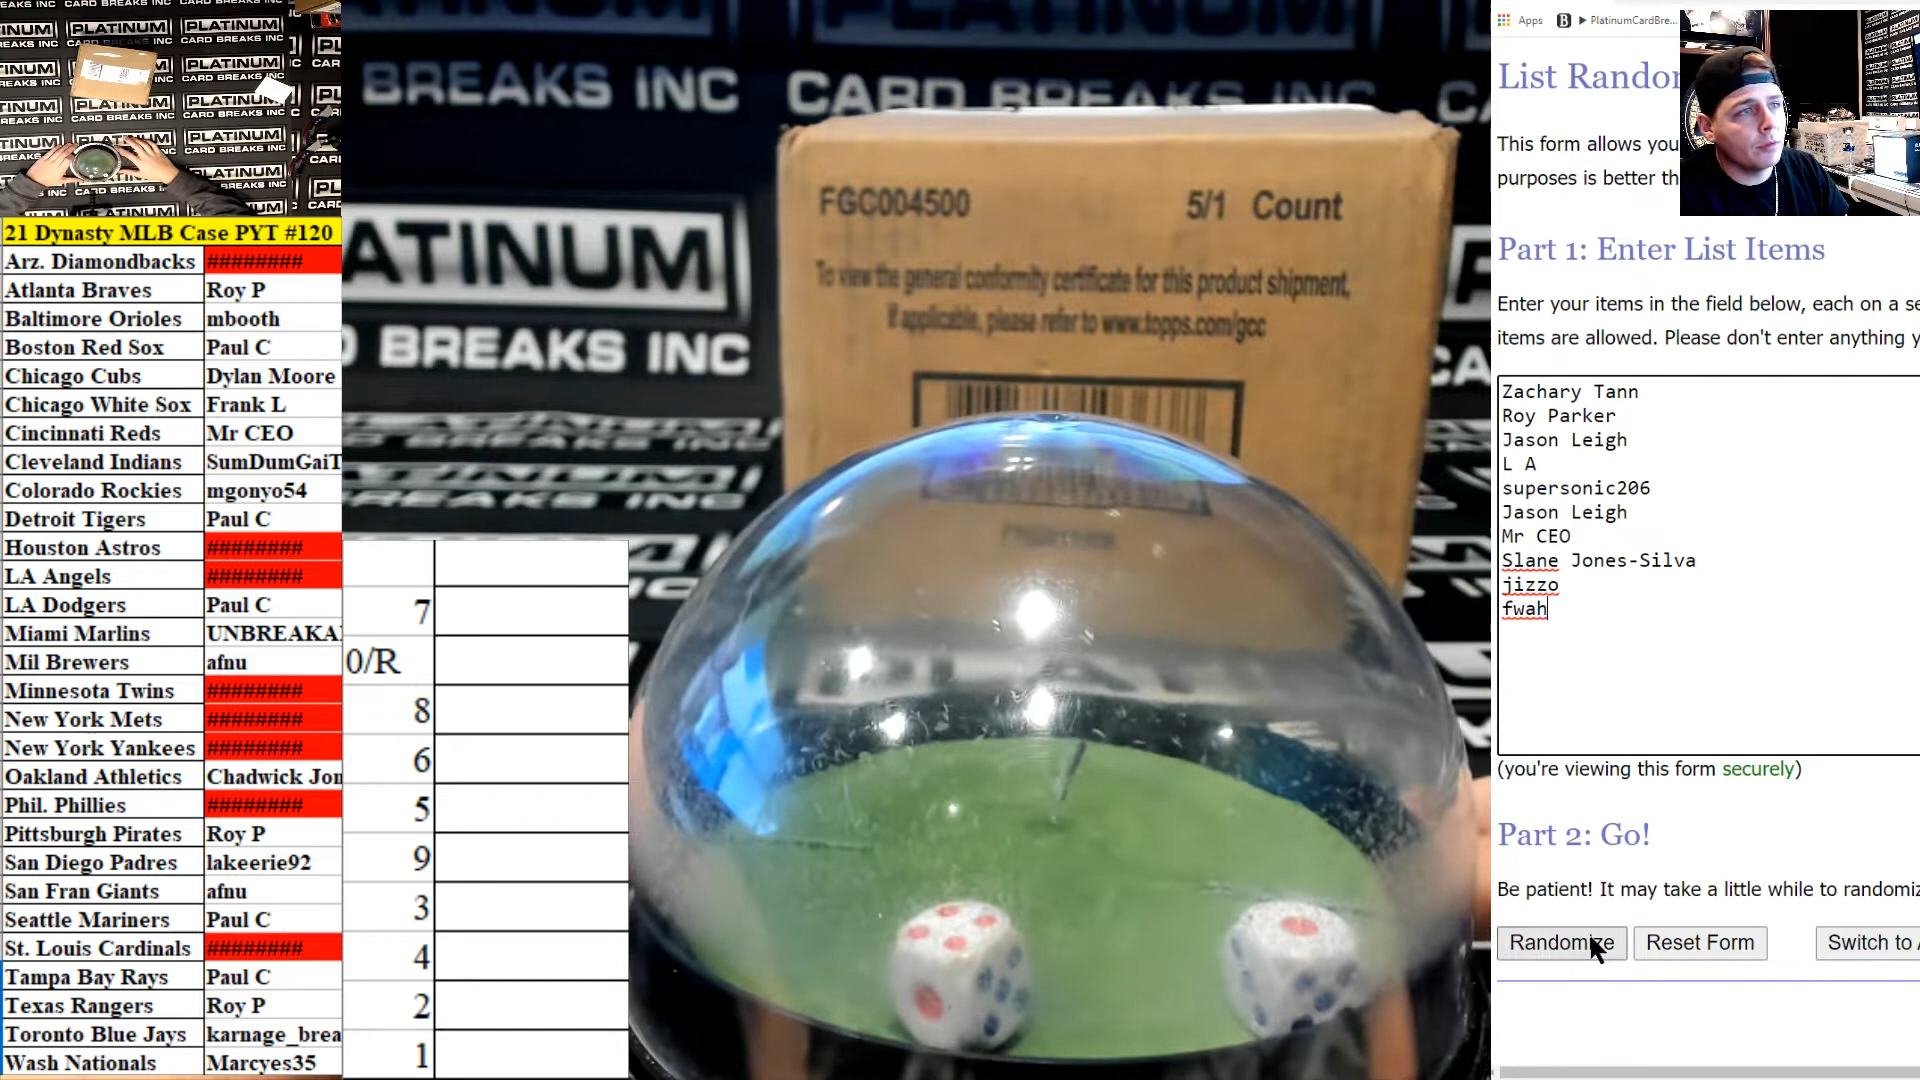 PLATINUM
CARD BREAKS INC
21 Dynasty MLB Case PYT #120
Arz. Diamondbacks ########
Atlanta Braves Roy P
Baltimore Orioles mbooth
Boston Red Sox Paul C
Chicago Cubs Dylan Moore
Chicago White Sox Frank L
Cincinnati Reds Mr CEO
Cleveland Indians SumDumGaiT
Colorado Rockies mgonyo54
Detroit Tigers Paul C
Houston Astros ########
LA Angels ########
LA Dodgers Paul C
Miami Marlins UNBREAKA
Mil Brewers afnu
Minnesota Twins ########
New York Mets ########
New York Yankees ########
Oakland Athletics Chadwick Jon
Phil. Phillies ########
Pittsburgh Pirates Roy P
San Diego Padres lakeerie92
San Fran Giants afnu
Seattle Mariners Paul C
St. Louis Cardinals ########
Tampa Bay Rays Paul C
Texas Rangers Roy P
Toronto Blue Jays karnage_brea
Wash Nationals Marcyes35
7
0/R
8
6
5
9
3
4
2
1
BREAKS INC CARD BREAKS INC
ATINUM
BREAKS INC
FGC004500 5/1 Count
To view the general conformity certificate for this product shipment,
if applicable, please refer to www.topps.com/gcc
Apps PlatinumCardBre...
List Randor
This form allows you
purposes is better th
Part 1: Enter List Items
Enter your items in the field below, each on a se
items are allowed. Please don't enter anything y
Zachary Tann
Roy Parker
Jason Leigh
L A
supersonic206
Jason Leigh
Mr CEO
Slane Jones-Silva
jizzo
fwah
(you're viewing this form securely)
Part 2: Go!
Be patient! It may take a little while to randomiz
Randomize Reset Form Switch to A